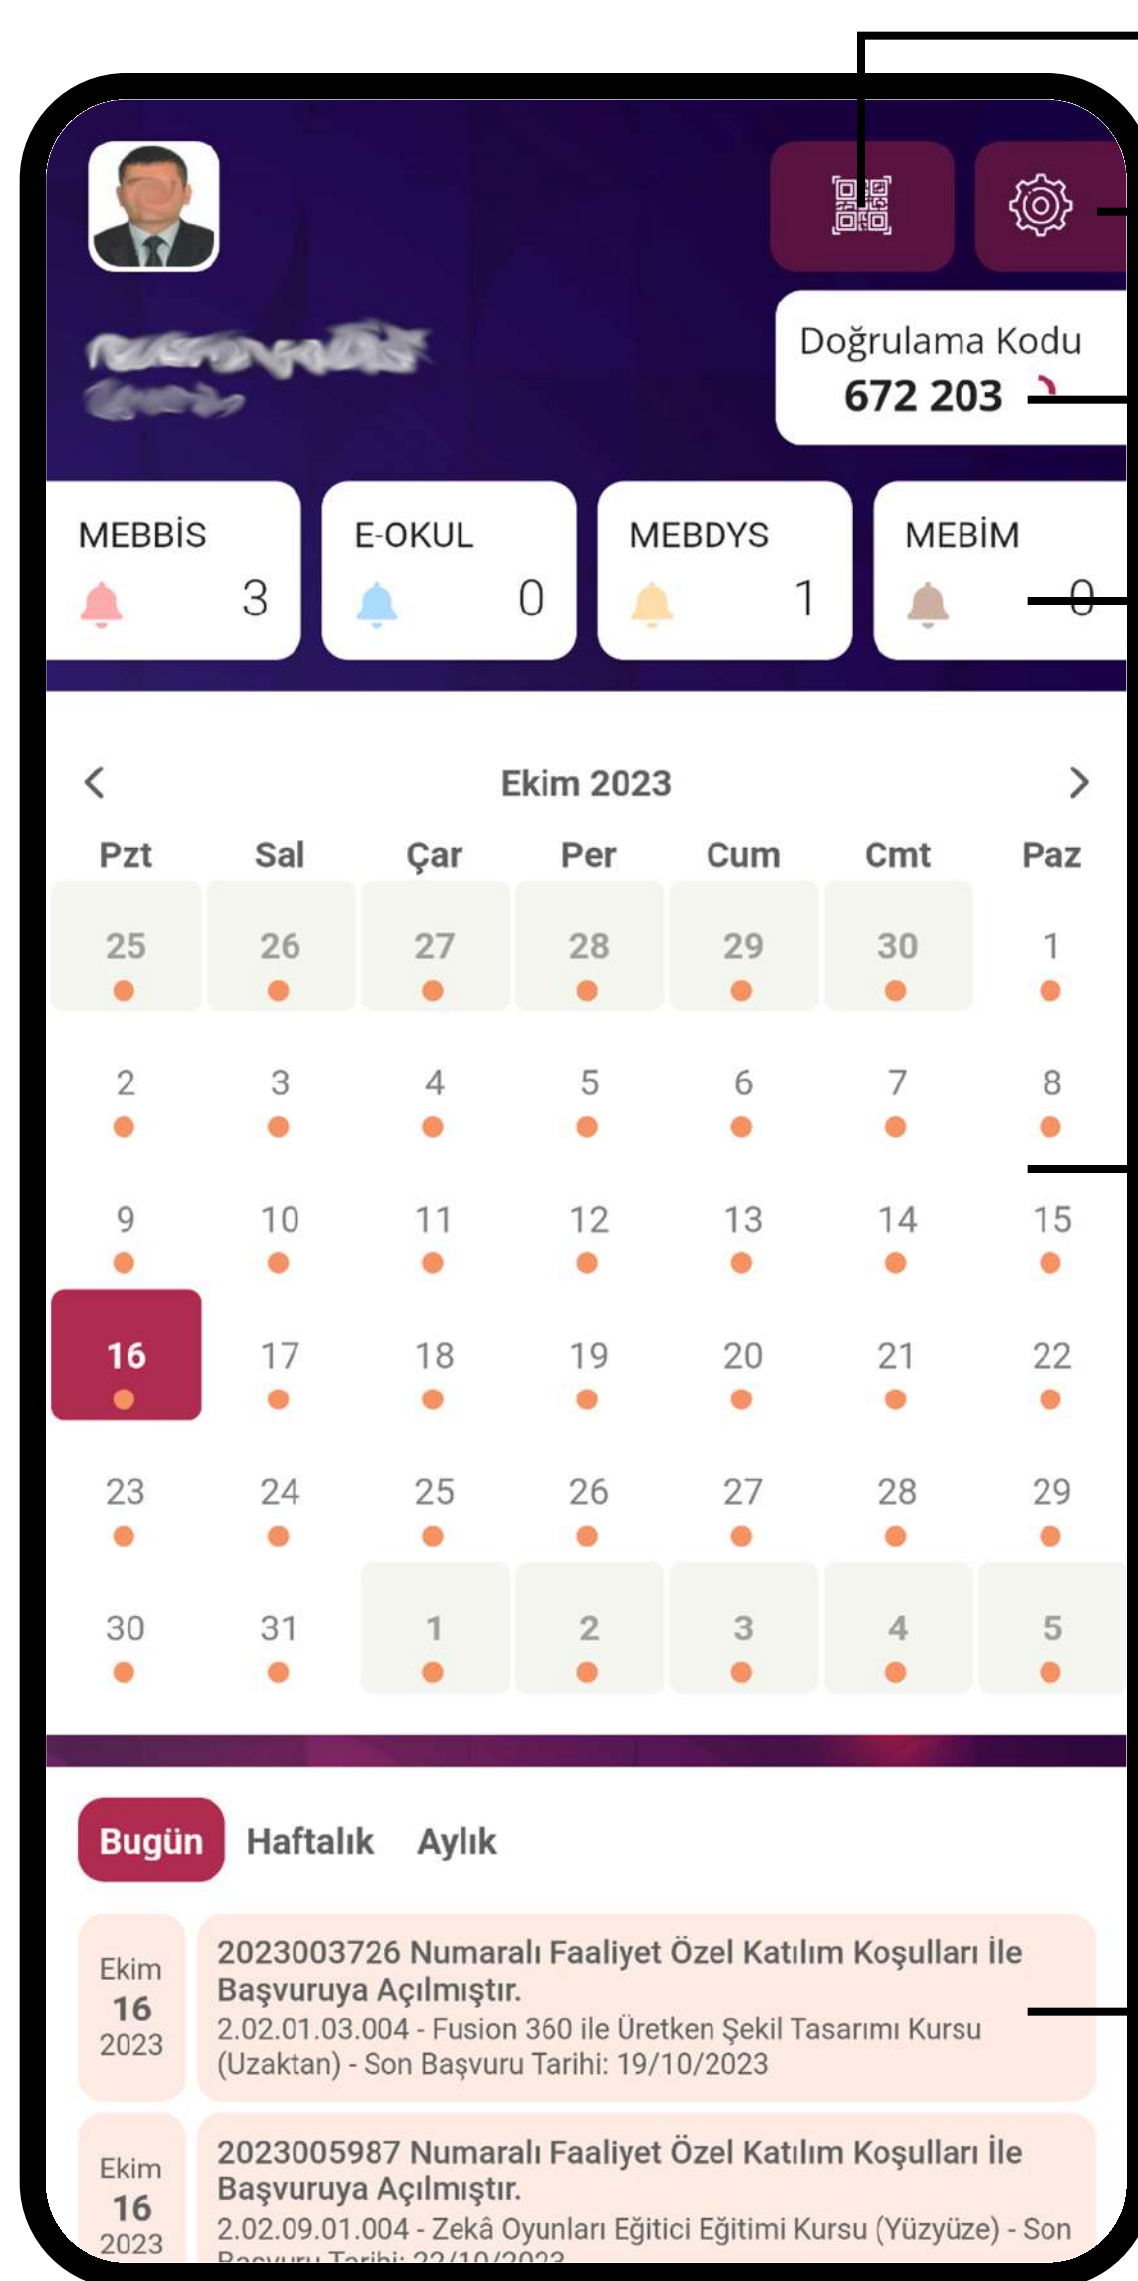 Doğrulama Kodu
672 203
MEBBİS E-OKUL MEBDYS MEBİM
3 0 1 0
Ekim 2023
Pzt Sal Çar Per Cum Cmt Paz
25 26 27 28 29 30 1
2 3 4 5 6 7 8
9 10 11 12 13 14 15
16 17 18 19 20 21 22
23 24 25 26 27 28 29
30 31 1 2 3 4 5
Bugün Haftalık Aylık
Ekim
16
2023
2023003726 Numaralı Faaliyet Özel Katılım Koşulları İle
Başvuruya Açılmıştır.
2.02.01.03.004 - Fusion 360 ile Üretken Şekil Tasarımı Kursu
(Uzaktan) - Son Başvuru Tarihi: 19/10/2023
Ekim
16
2023
2023005987 Numaralı Faaliyet Özel Katılım Koşulları İle
Başvuruya Açılmıştır.
2.02.09.01.004 - Zekâ Oyunları Eğitici Eğitimi Kursu (Yüzyüze) - Son
Başvuru Tarihi: 22/10/2023